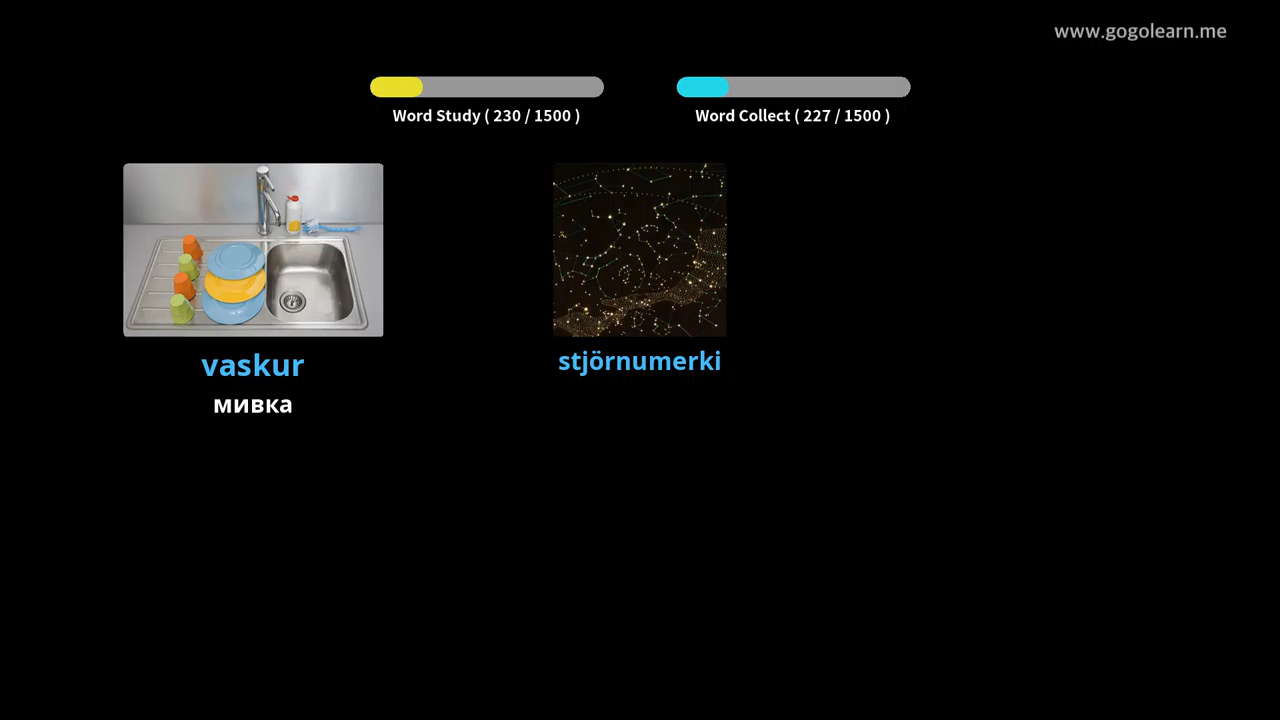 www.gogolearn.me
Word Study ( 230 / 1500 )
Word Collect ( 227 / 1500 )
vaskur
мивка
stjörnumerki